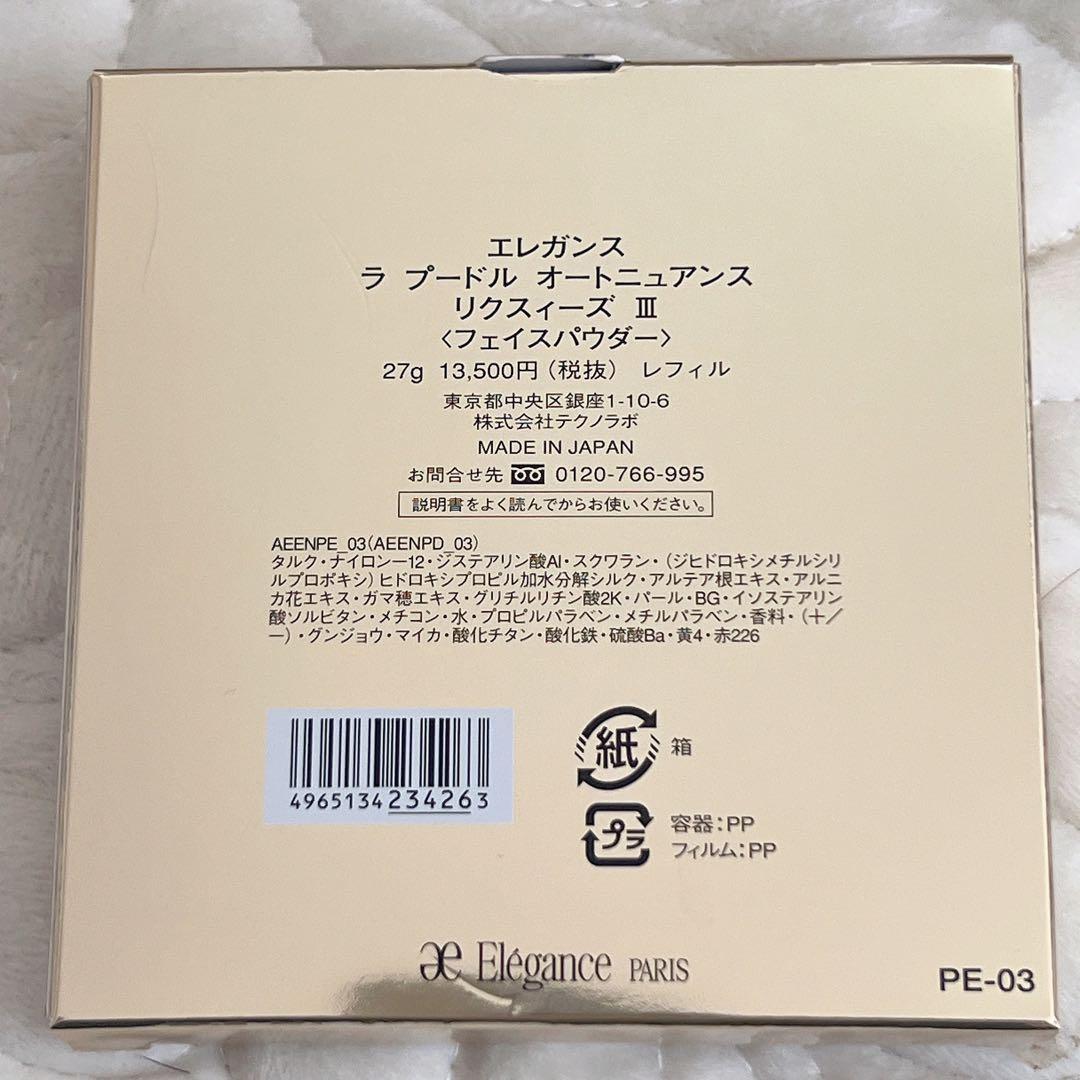 エレガンス
ラ プードル オートニュアンス
リクスィーズ Ⅲ
〈フェイスパウダー〉
27g 13,500円（税抜） レフィル
東京都中央区銀座1-10-6
株式会社テクノラボ
MADE IN JAPAN
お問合せ先 0120-766-995
説明書をよく読んでからお使いください。
AEENPE_03(AEENPD_03)
タルク・ナイロン－12・ジステアリン酸Al・スクワラン・（ジヒドロキシメチルシリ
ルプロポキシ）ヒドロキシプロピル加水分解シルク・アルテア根エキス・アルニ
カ花エキス・ガマ穂エキス・グリチルリチン酸2K・パール・BG・イソステアリン
酸ソルビタン・メチコン・水・プロピルパラベン・メチルパラベン・香料・（＋／
－）・グンジョウ・マイカ・酸化チタン・酸化鉄・硫酸Ba・黄4・赤226
4965134234263
紙 箱
プラ 容器：PP
フィルム：PP
æ Elégance PARIS
PE-03